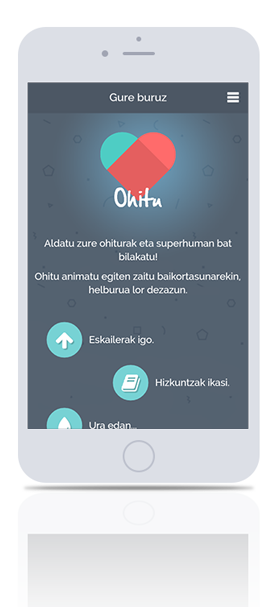 Gure buruz
Ohitu
Aldatu zure ohiturak eta superhuman bat
bilakatu!
Ohitu animatu egiten zaitu baikortasunarekin,
helburua lor dezazun.
Eskailerak igo.
Hizkuntzak ikasi.
Ura edan...